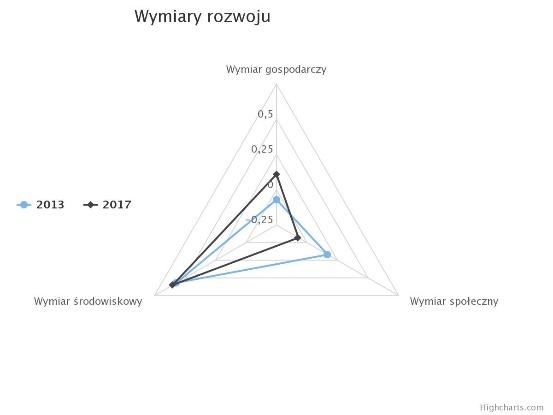 Wymiary rozwoju
Wymiar gospodarczy
0,5
0,25
0
-0,25
2013
2017
Wymiar środowiskowy
Wymiar społeczny
Highcharts.com